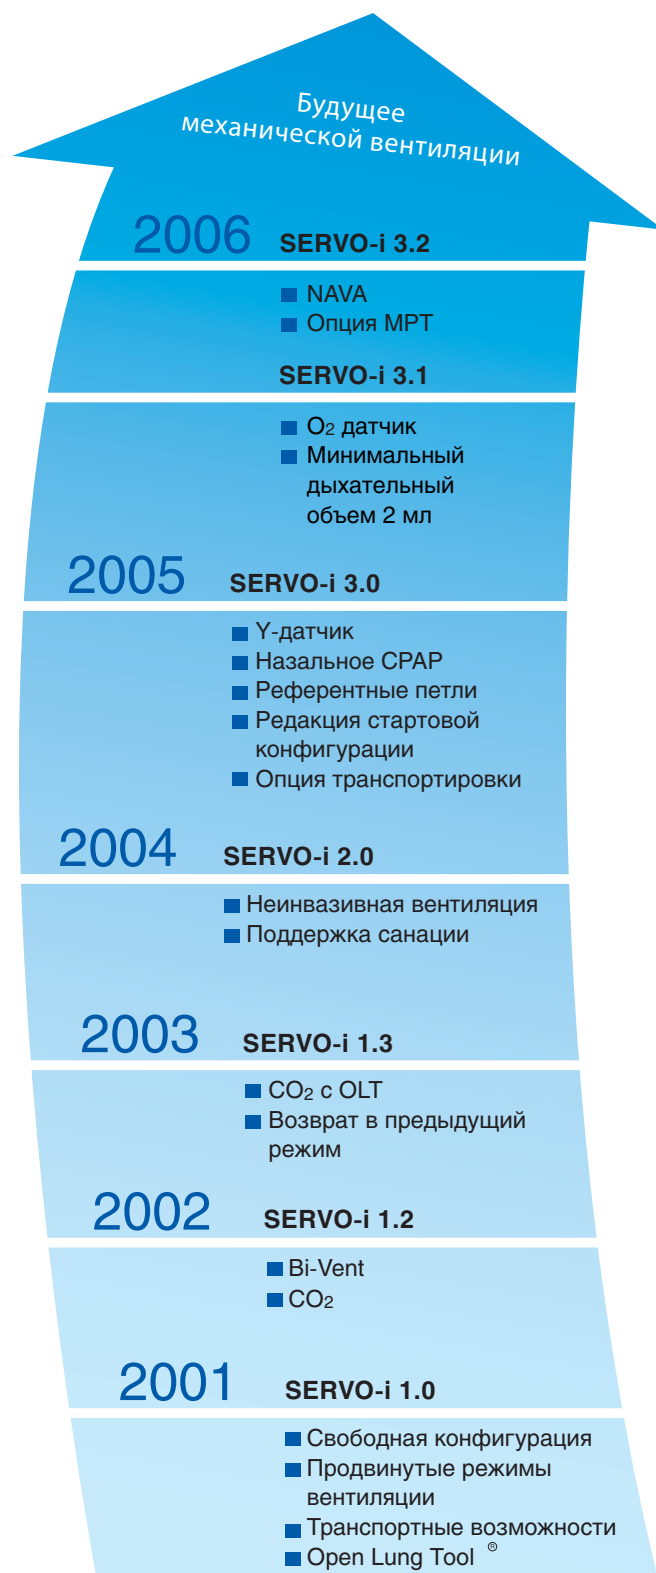 Будущее
механической вентиляции
2006 SERVO-i 3.2
NAVA
Опция МРТ
SERVO-i 3.1
O2 датчик
Минимальный
дыхательный
объем 2 мл
2005 SERVO-i 3.0
Y-датчик
Назальное CPAP
Референтные петли
Редакция стартовой
конфигурации
Опция транспортировки
2004 SERVO-i 2.0
Неинвазивная вентиляция
Поддержка санации
2003 SERVO-i 1.3
CO2 с OLT
Возврат в предыдущий
режим
2002 SERVO-i 1.2
Bi-Vent
CO2
2001 SERVO-i 1.0
Свободная конфигурация
Продвинутые режимы
вентиляции
Транспортные возможности
Open Lung Tool ®